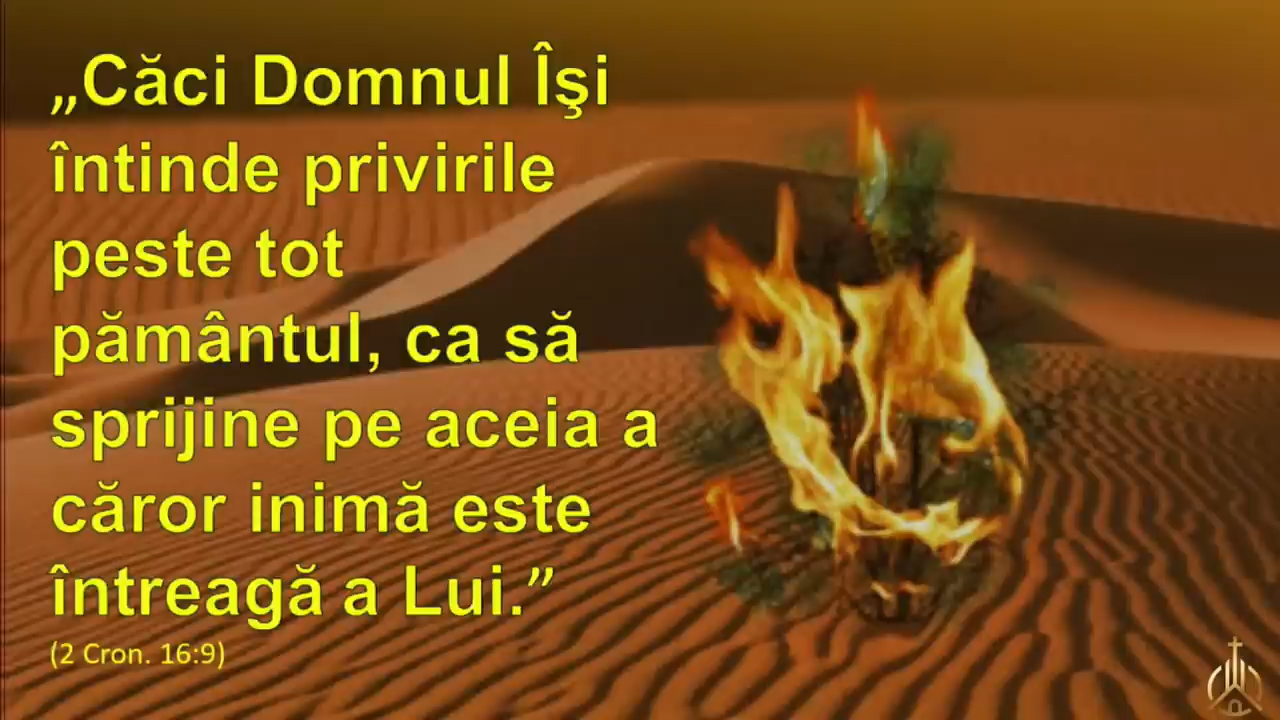 „Căci Domnul Îşi
întinde privirile
peste tot
pământul, ca să
sprijine pe aceia a
căror inimă este
întreagă a Lui.”
(2 Cron. 16:9)